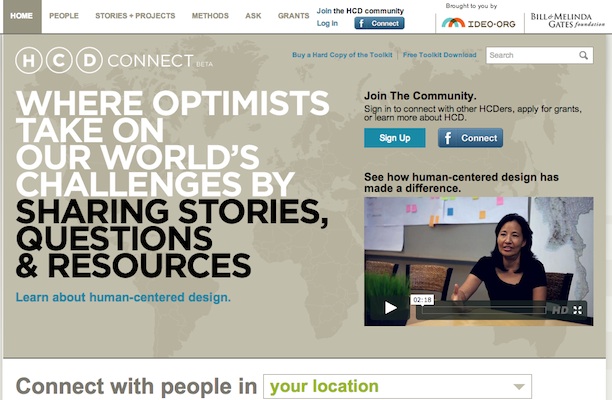 HOME PEOPLE STORIES + PROJECTS METHODS ASK GRANTS
Join the HCD community
Log in f Connect
Brought to you by
IDEO·ORG
BILL & MELINDA
GATES foundation
HCD CONNECT BETA
Buy a Hard Copy of the Toolkit | Free Toolkit Download Search
WHERE OPTIMISTS
TAKE ON
OUR WORLD'S
CHALLENGES BY
SHARING STORIES,
QUESTIONS
& RESOURCES
Learn about human-centered design.
Join The Community.
Sign in to connect with other HCDers, apply for grants,
or learn more about HCD.
Sign Up f Connect
See how human-centered design has
made a difference.
02:18
HD
Connect with people in your location